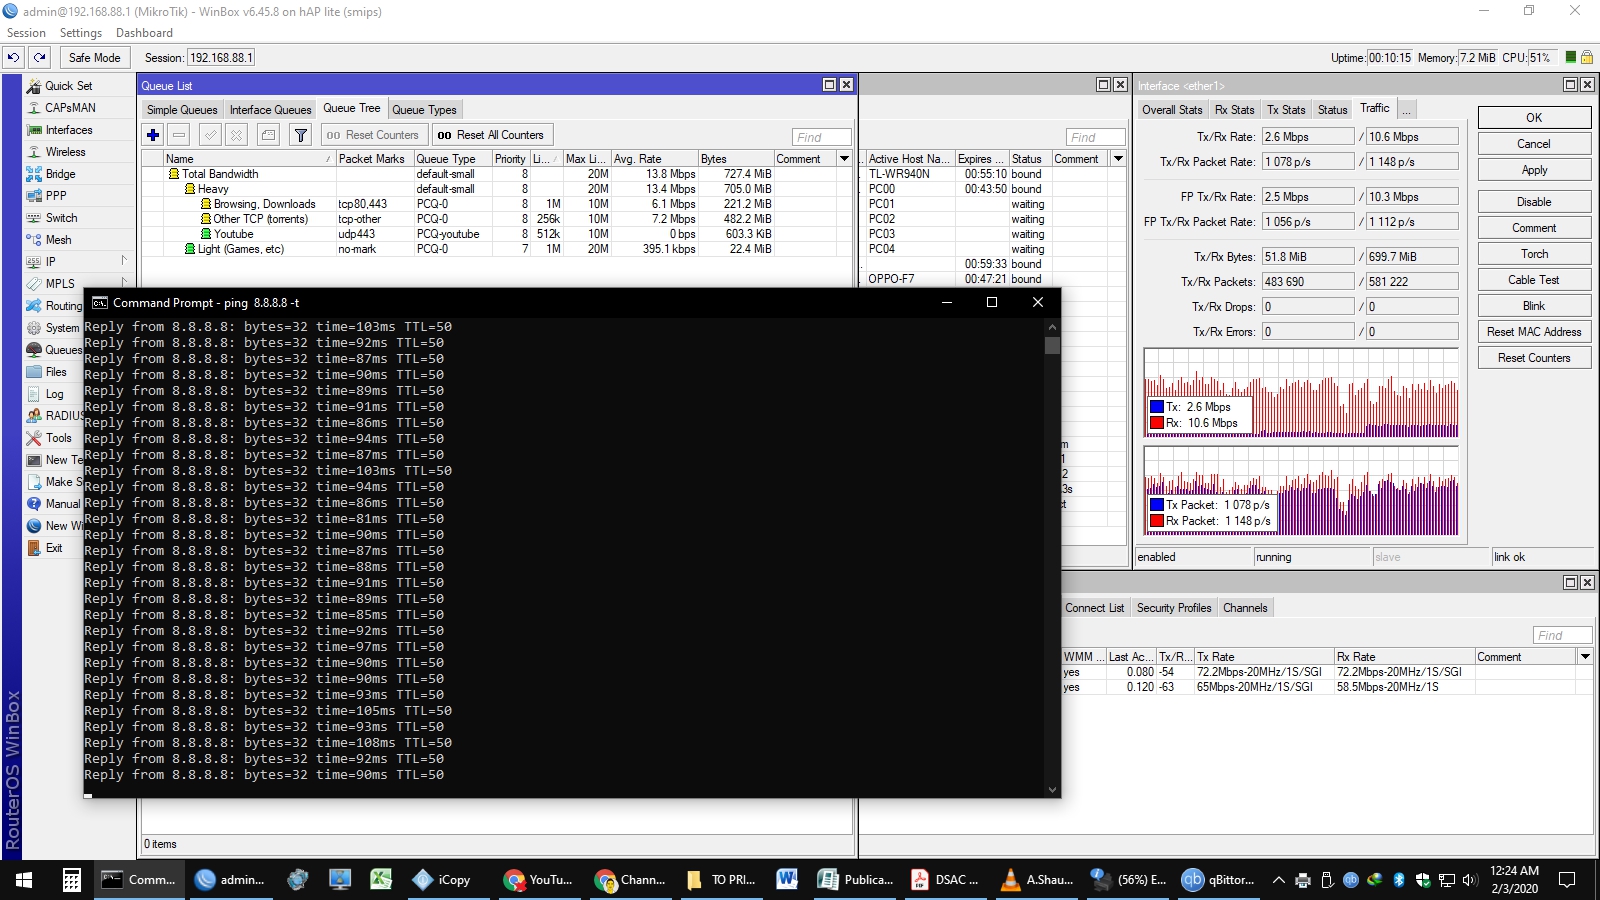 admin@192.168.88.1 (MikroTik) - WinBox v6.45.8 on hAP lite (smips)
Session Settings Dashboard
Safe Mode Session: 192.168.88.1 Uptime: 00:10:15 Memory: 7.2 MiB CPU: 51%
Quick Set
CAPsMAN
Interfaces
Wireless
Bridge
PPP
Switch
Mesh
IP
MPLS
Routing
System
Queues
Files
Log
RADIUS
Tools
New Te
Make S
Manual
New Wi
Exit
RouterOS WinBox
Queue List
Simple Queues Interface Queues Queue Tree Queue Types
00 Reset Counters 00 Reset All Counters Find
Name Packet Marks Queue Type Priority Li... Max Li... Avg. Rate Bytes Comment
Total Bandwidth default-small 8 20M 13.8 Mbps 727.4 MiB
Heavy default-small 8 20M 13.4 Mbps 705.0 MiB
Browsing, Downloads tcp80,443 PCQ-0 8 1M 10M 6.1 Mbps 221.2 MiB
Other TCP (torrents) tcp-other PCQ-0 8 256k 10M 7.2 Mbps 482.2 MiB
Youtube udp443 PCQ-youtube 8 512k 10M 0 bps 603.3 KiB
Light (Games, etc) no-mark PCQ-0 7 1M 20M 395.1 kbps 22.4 MiB
0 items
Find
Active Host Na... Expires ... Status Comment
TL-WR940N 00:55:10 bound
PC00 00:43:50 bound
PC01 waiting
PC02 waiting
PC03 waiting
PC04 waiting
00:59:33 bound
OPPO-F7 00:47:21 bound
Command Prompt - ping 8.8.8.8 -t
Reply from 8.8.8.8: bytes=32 time=103ms TTL=50
Reply from 8.8.8.8: bytes=32 time=92ms TTL=50
Reply from 8.8.8.8: bytes=32 time=87ms TTL=50
Reply from 8.8.8.8: bytes=32 time=90ms TTL=50
Reply from 8.8.8.8: bytes=32 time=89ms TTL=50
Reply from 8.8.8.8: bytes=32 time=91ms TTL=50
Reply from 8.8.8.8: bytes=32 time=86ms TTL=50
Reply from 8.8.8.8: bytes=32 time=94ms TTL=50
Reply from 8.8.8.8: bytes=32 time=87ms TTL=50
Reply from 8.8.8.8: bytes=32 time=103ms TTL=50
Reply from 8.8.8.8: bytes=32 time=94ms TTL=50
Reply from 8.8.8.8: bytes=32 time=86ms TTL=50
Reply from 8.8.8.8: bytes=32 time=81ms TTL=50
Reply from 8.8.8.8: bytes=32 time=90ms TTL=50
Reply from 8.8.8.8: bytes=32 time=87ms TTL=50
Reply from 8.8.8.8: bytes=32 time=88ms TTL=50
Reply from 8.8.8.8: bytes=32 time=91ms TTL=50
Reply from 8.8.8.8: bytes=32 time=89ms TTL=50
Reply from 8.8.8.8: bytes=32 time=85ms TTL=50
Reply from 8.8.8.8: bytes=32 time=92ms TTL=50
Reply from 8.8.8.8: bytes=32 time=97ms TTL=50
Reply from 8.8.8.8: bytes=32 time=90ms TTL=50
Reply from 8.8.8.8: bytes=32 time=90ms TTL=50
Reply from 8.8.8.8: bytes=32 time=93ms TTL=50
Reply from 8.8.8.8: bytes=32 time=105ms TTL=50
Reply from 8.8.8.8: bytes=32 time=93ms TTL=50
Reply from 8.8.8.8: bytes=32 time=108ms TTL=50
Reply from 8.8.8.8: bytes=32 time=92ms TTL=50
Reply from 8.8.8.8: bytes=32 time=90ms TTL=50
Interface <ether1>
Overall Stats Rx Stats Tx Stats Status Traffic ...
Tx/Rx Rate: 2.6 Mbps / 10.6 Mbps
Tx/Rx Packet Rate: 1 078 p/s / 1 148 p/s
FP Tx/Rx Rate: 2.5 Mbps / 10.3 Mbps
FP Tx/Rx Packet Rate: 1 056 p/s / 1 112 p/s
Tx/Rx Bytes: 51.8 MiB / 699.7 MiB
Tx/Rx Packets: 483 690 / 581 222
Tx/Rx Drops: 0 / 0
Tx/Rx Errors: 0 / 0
Tx: 2.6 Mbps
Rx: 10.6 Mbps
Tx Packet: 1 078 p/s
Rx Packet: 1 148 p/s
enabled running slave link ok
OK
Cancel
Apply
Disable
Comment
Torch
Cable Test
Blink
Reset MAC Address
Reset Counters
Connect List Security Profiles Channels
Find
WMM ... Last Ac... Tx/R... Tx Rate Rx Rate Comment
yes 0.080 -54 72.2Mbps-20MHz/1S/SGI 72.2Mbps-20MHz/1S/SGI
yes 0.120 -63 65Mbps-20MHz/1S/SGI 58.5Mbps-20MHz/1S
Comm... admin... iCopy YouTu... Chann... TO PRI... Publica... DSAC ... A.Shau... (56%) E... qBittor... 12:24 AM
2/3/2020